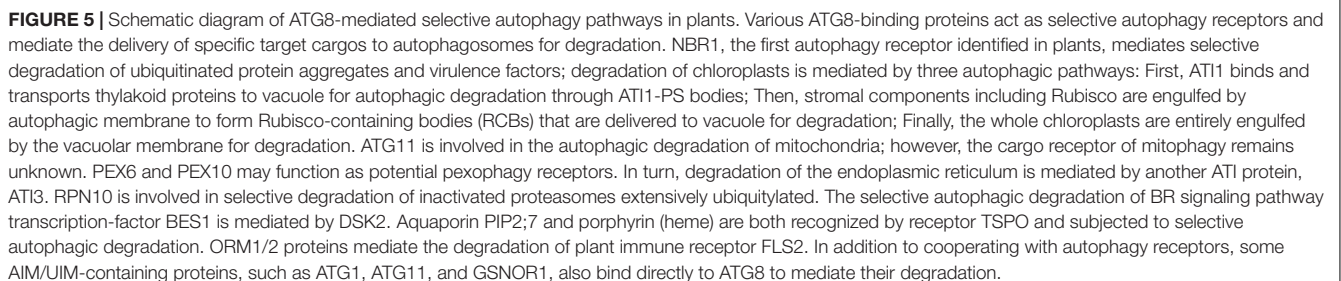 FIGURE 5 | Schematic diagram of ATG8-mediated selective autophagy pathways in plants. Various ATG8-binding proteins act as selective autophagy receptors and
mediate the delivery of specific target cargos to autophagosomes for degradation. NBR1, the first autophagy receptor identified in plants, mediates selective
degradation of ubiquitinated protein aggregates and virulence factors; degradation of chloroplasts is mediated by three autophagic pathways: First, ATI1 binds and
transports thylakoid proteins to vacuole for autophagic degradation through ATI1-PS bodies; Then, stromal components including Rubisco are engulfed by
autophagic membrane to form Rubisco-containing bodies (RCBs) that are delivered to vacuole for degradation; Finally, the whole chloroplasts are entirely engulfed
by the vacuolar membrane for degradation. ATG11 is involved in the autophagic degradation of mitochondria; however, the cargo receptor of mitophagy remains
unknown. PEX6 and PEX10 may function as potential pexophagy receptors. In turn, degradation of the endoplasmic reticulum is mediated by another ATI protein,
ATI3. RPN10 is involved in selective degradation of inactivated proteasomes extensively ubiquitylated. The selective autophagic degradation of BR signaling pathway
transcription-factor BES1 is mediated by DSK2. Aquaporin PIP2;7 and porphyrin (heme) are both recognized by receptor TSPO and subjected to selective
autophagic degradation. ORM1/2 proteins mediate the degradation of plant immune receptor FLS2. In addition to cooperating with autophagy receptors, some
AIM/UIM-containing proteins, such as ATG1, ATG11, and GSNOR1, also bind directly to ATG8 to mediate their degradation.